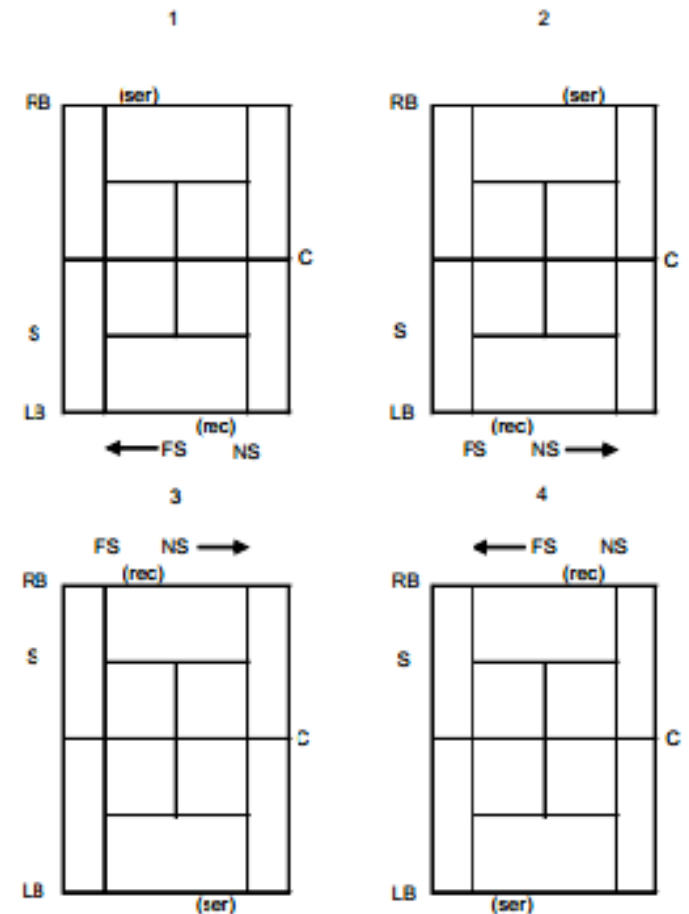 1 2
RB (ser) RB (ser)
C C
S S
LB LB
(rec) (rec)
FS NS FS NS
3 4
FS NS FS NS
(rec) (rec)
RB RB
S S
C C
LB LB
(ser) (ser)